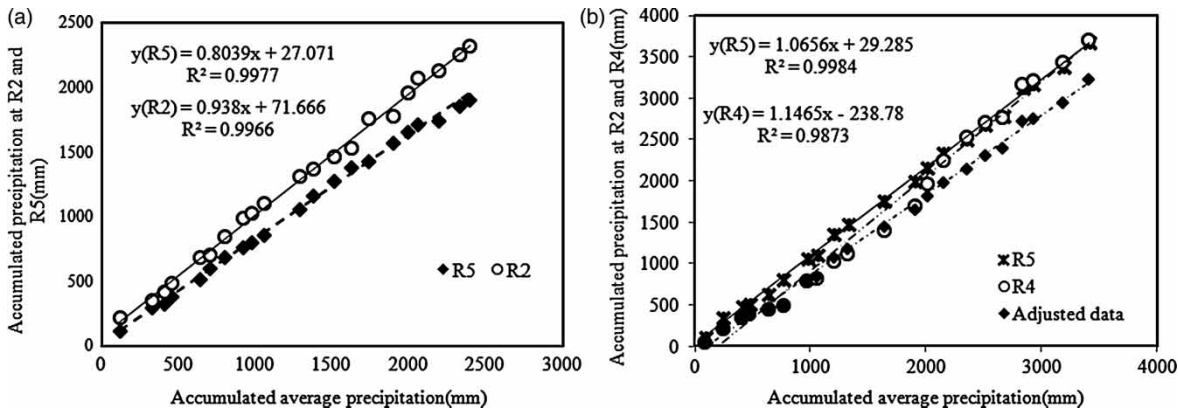 (a)
2500
2000
1500
1000
500
0
Accumulated precipitation at R2 and
R5(mm)
y(R5) = 0.8039x + 27.071
R² = 0.9977
y(R2) = 0.938x + 71.666
R² = 0.9966
R5 R2
0 500 1000 1500 2000 2500 3000
Accumulated average precipitation(mm)
(b)
4000
3500
3000
2500
2000
1500
1000
500
0
Accumulated precipitation at R2 and R4(mm)
y(R5) = 1.0656x + 29.285
R² = 0.9984
y(R4) = 1.1465x - 238.78
R² = 0.9873
R5
R4
Adjusted data
0 1000 2000 3000 4000
Accumulated average precipitation(mm)